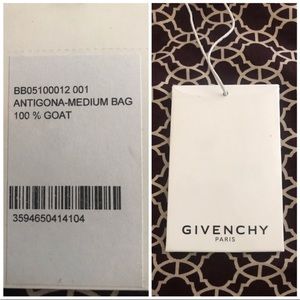 BB05100012 001
ANTIGONA-MEDIUM BAG
100 % GOAT
3594650414104
GIVENCHY
PARIS